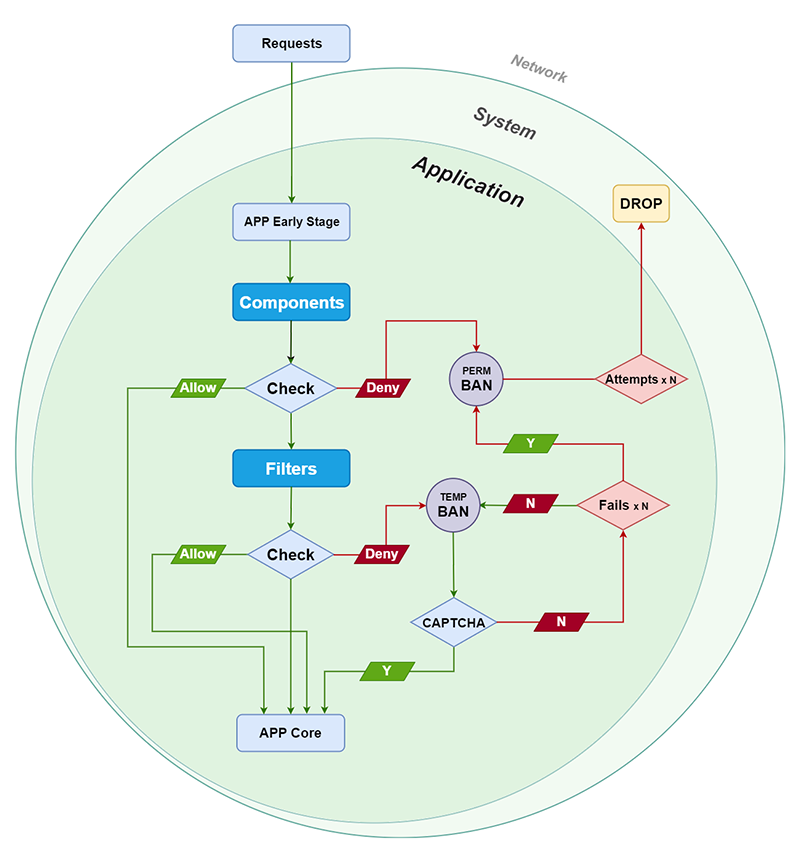 Requests
Network
System
Application
DROP
APP Early Stage
Components
PERM
BAN
Attempts x N
Allow
Check
Deny
Y
Filters
TEMP
BAN
N
Fails x N
Allow
Check
Deny
CAPTCHA
N
Y
APP Core